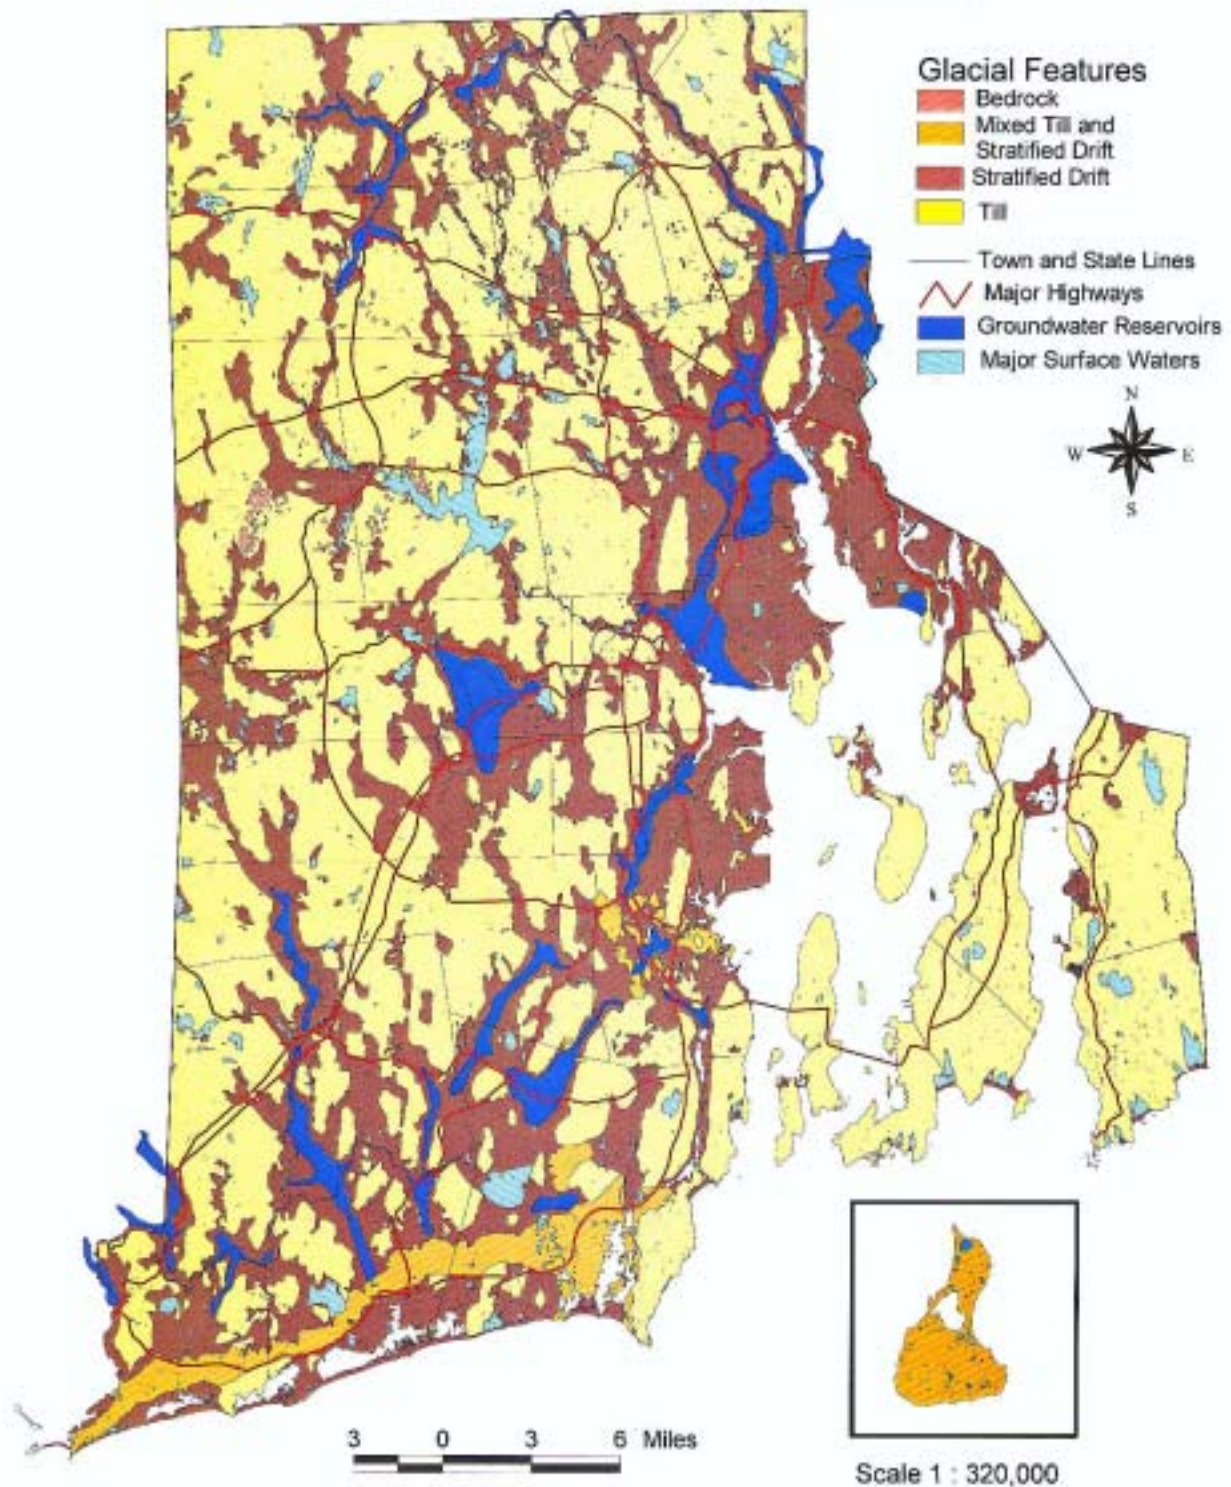 Glacial Features
Bedrock
Mixed Till and
Stratified Drift
Stratified Drift
Till
Town and State Lines
Major Highways
Groundwater Reservoirs
Major Surface Waters
N
W E
S
3 0 3 6 Miles
Scale 1 : 320,000